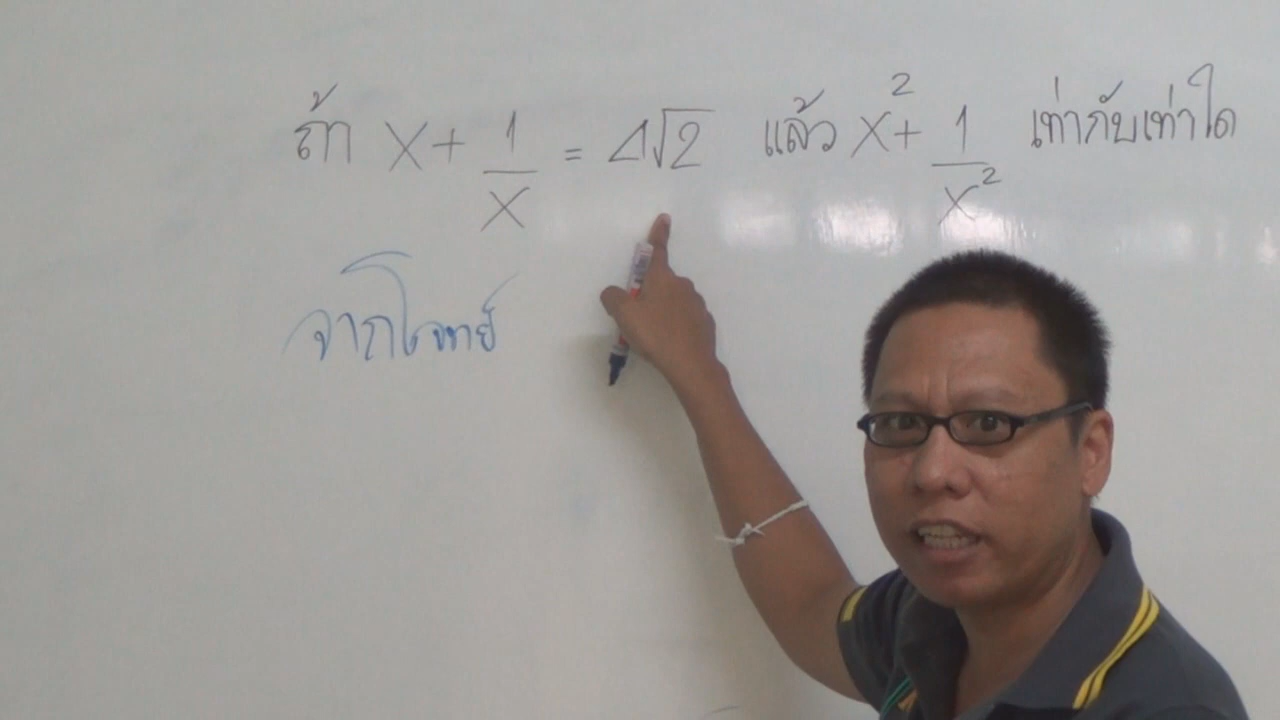 ถ้า x + 1/x = 4√2 แล้ว x² + 1/x² เท่ากับเท่าใด
จากโจทย์